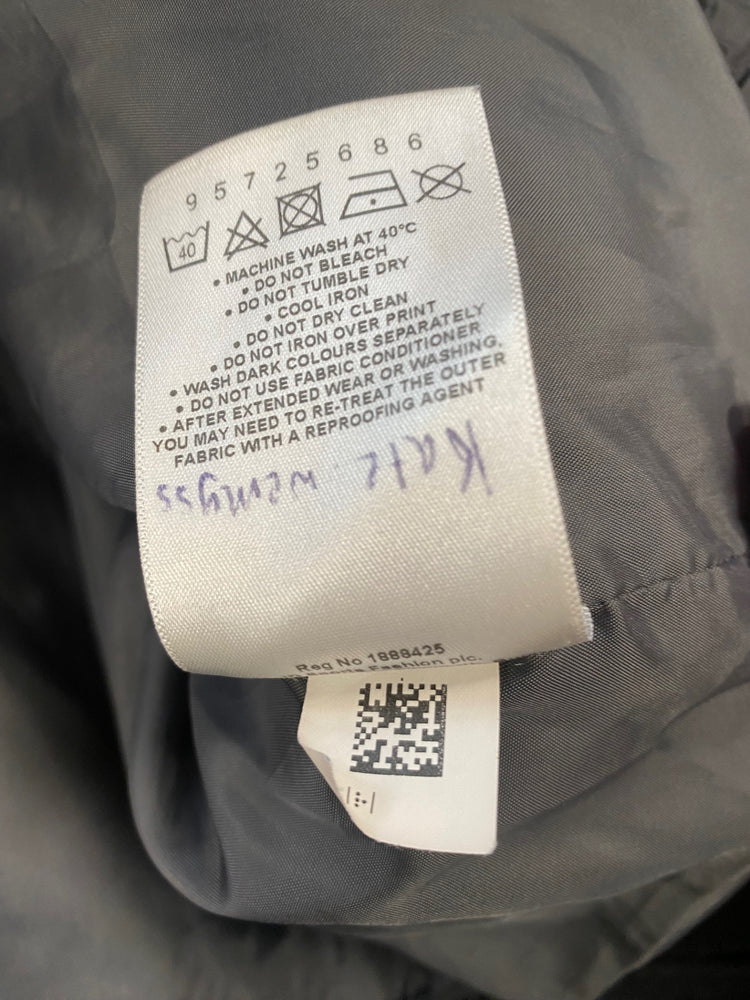 95725686
40
• MACHINE WASH AT 40°C
• DO NOT BLEACH
• DO NOT TUMBLE DRY
• COOL IRON
• DO NOT DRY CLEAN
• DO NOT IRON OVER PRINT
• WASH DARK COLOURS SEPARATELY
• DO NOT USE FABRIC CONDITIONER
• AFTER EXTENDED WEAR OR WASHING,
YOU MAY NEED TO RE-TREAT THE OUTER
FABRIC WITH A REPROOFING AGENT
Kate Wemyss
Reg No 1888425
Fashion plc.